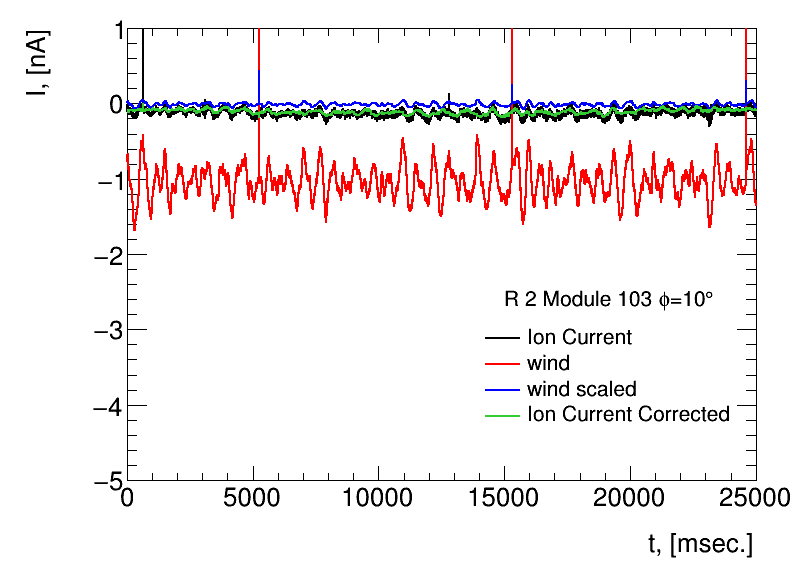 I, [nA]
1
0
−1
−2
−3
−4
−5
R 2 Module 103 ϕ=10°
Ion Current
wind
wind scaled
Ion Current Corrected
0 5000 10000 15000 20000 25000
t, [msec.]